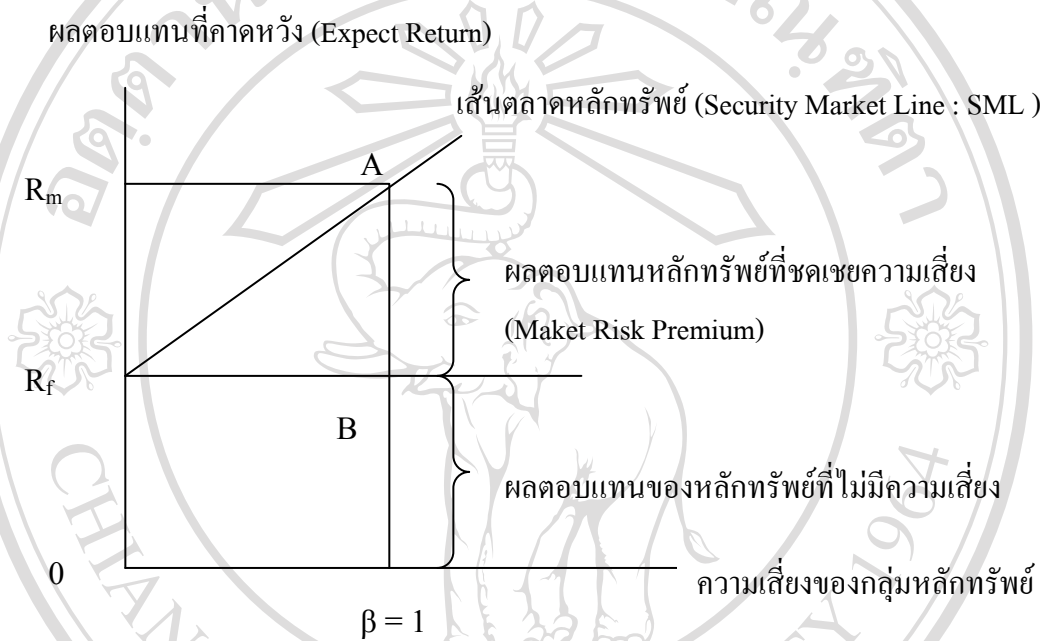 ผลตอบแทนที่คาดหวัง (Expect Return)
เส้นตลาดหลักทรัพย์ (Security Market Line : SML )
A
Rm
ผลตอบแทนหลักทรัพย์ที่ชดเชยความเสี่ยง
(Maket Risk Premium)
Rf
B
ผลตอบแทนของหลักทรัพย์ที่ไม่มีความเสี่ยง
0
ความเสี่ยงของกลุ่มหลักทรัพย์
β = 1
1964